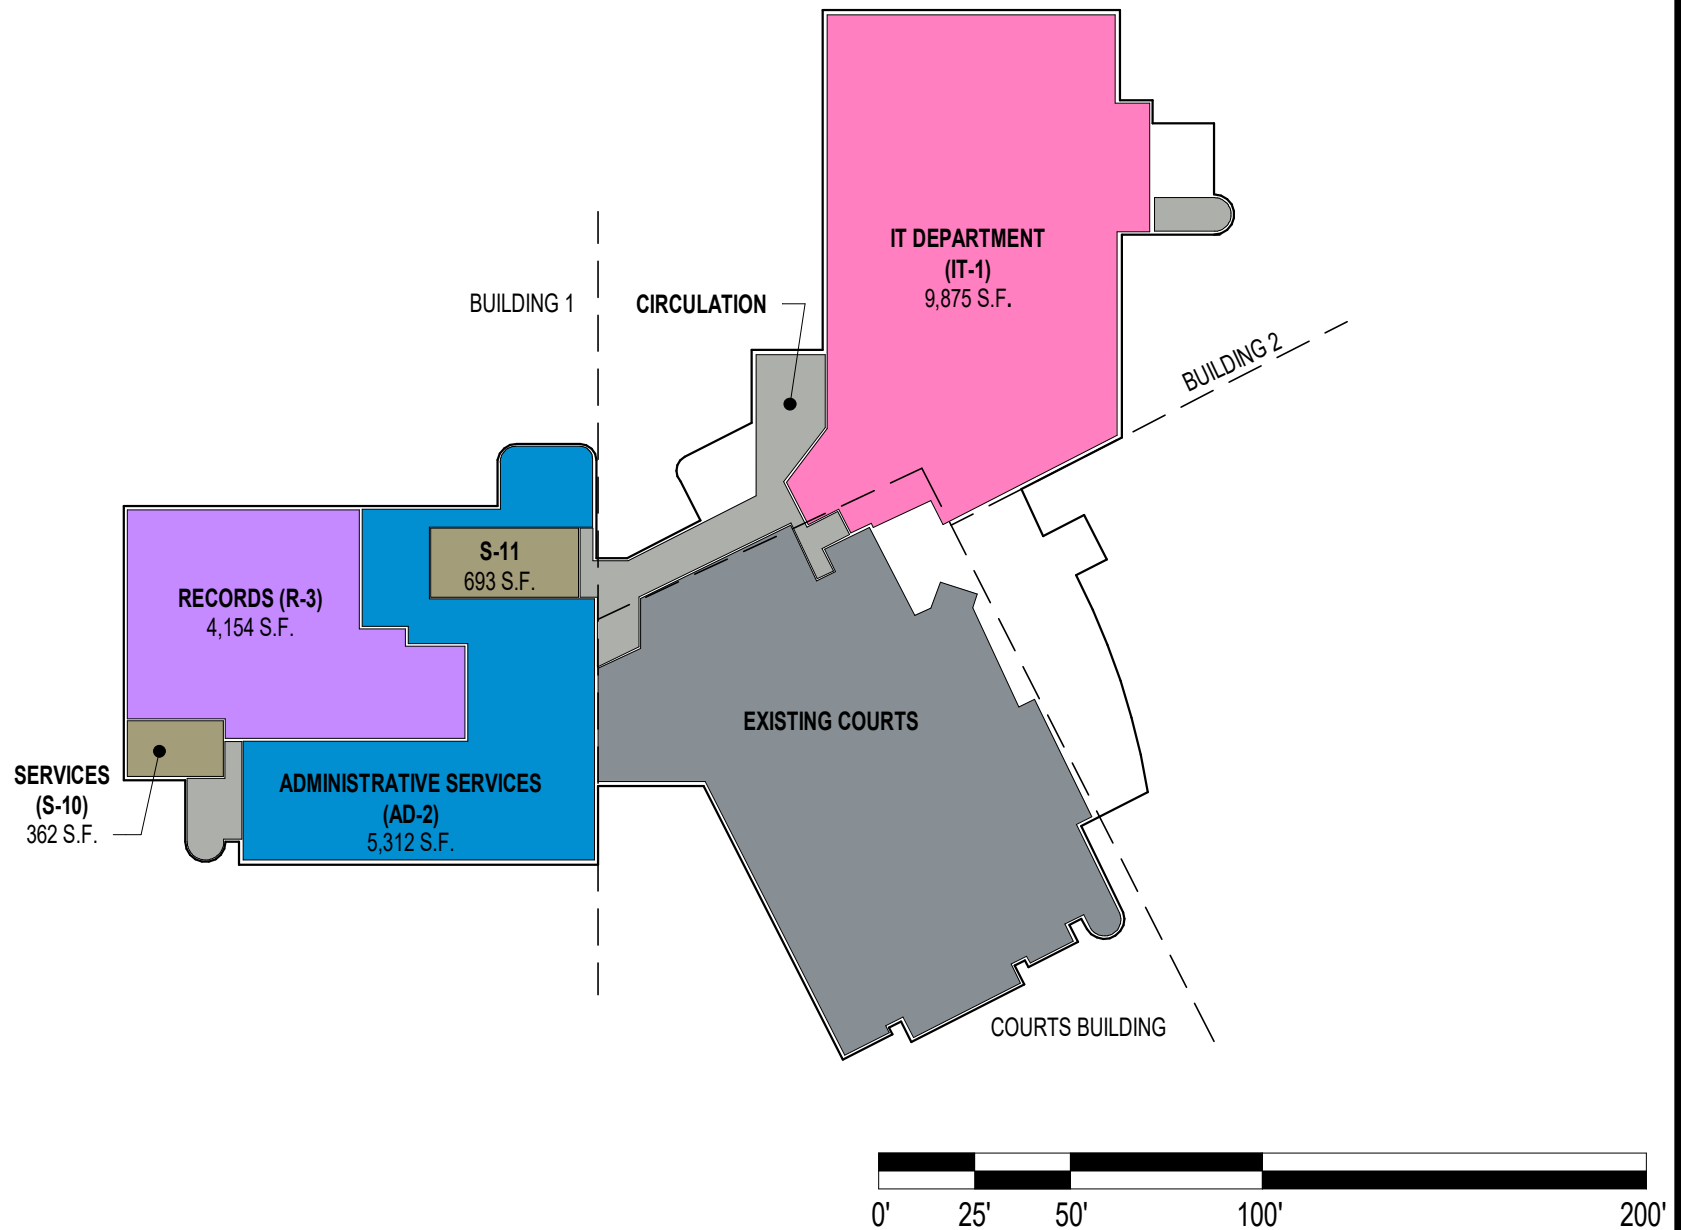 IT DEPARTMENT
(IT-1)
9,875 S.F.
BUILDING 1
CIRCULATION
BUILDING 2
S-11
693 S.F.
RECORDS (R-3)
4,154 S.F.
EXISTING COURTS
SERVICES
(S-10)
362 S.F.
ADMINISTRATIVE SERVICES
(AD-2)
5,312 S.F.
COURTS BUILDING
0' 25' 50' 100' 200'